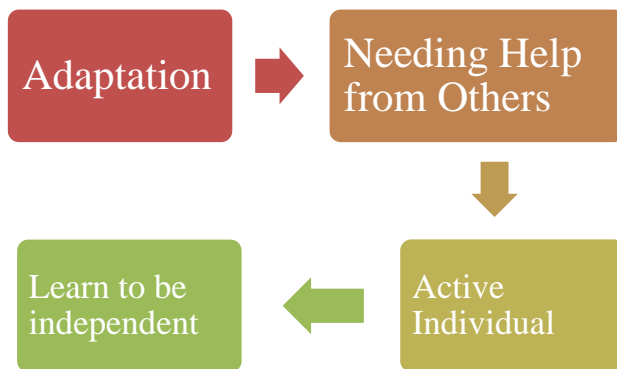 Adaptation
Needing Help
from Others
Active
Individual
Learn to be
independent